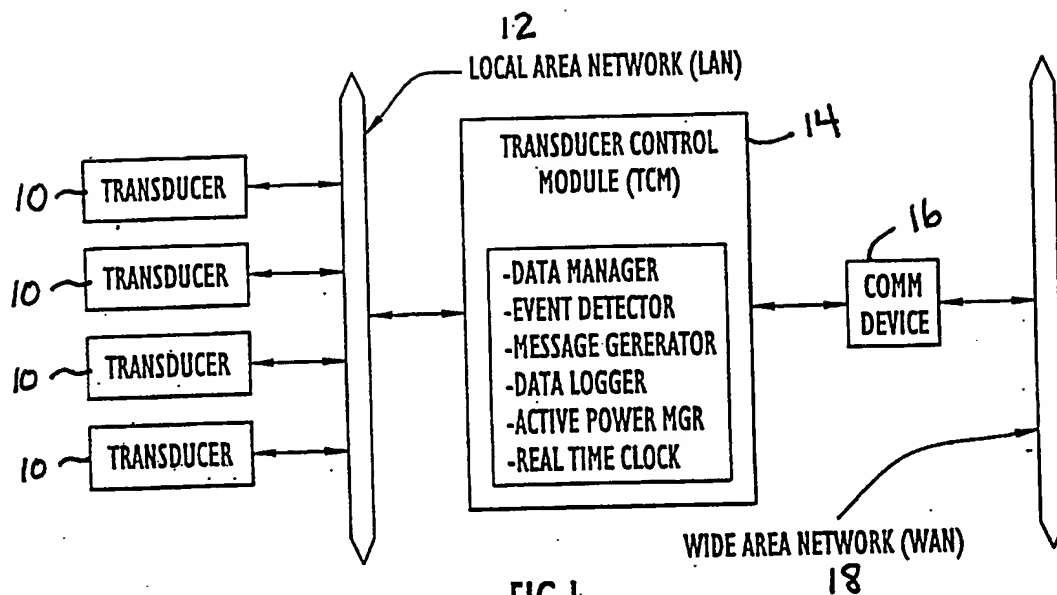 12
LOCAL AREA NETWORK (LAN)
TRANSDUCER CONTROL
MODULE (TCM)
14
10
TRANSDUCER
10
TRANSDUCER
10
TRANSDUCER
10
TRANSDUCER
-DATA MANAGER
-EVENT DETECTOR
-MESSAGE GERERATOR
-DATA LOGGER
-ACTIVE POWER MGR
-REAL TIME CLOCK
16
COMM
DEVICE
WIDE AREA NETWORK (WAN)
18
FIG.1